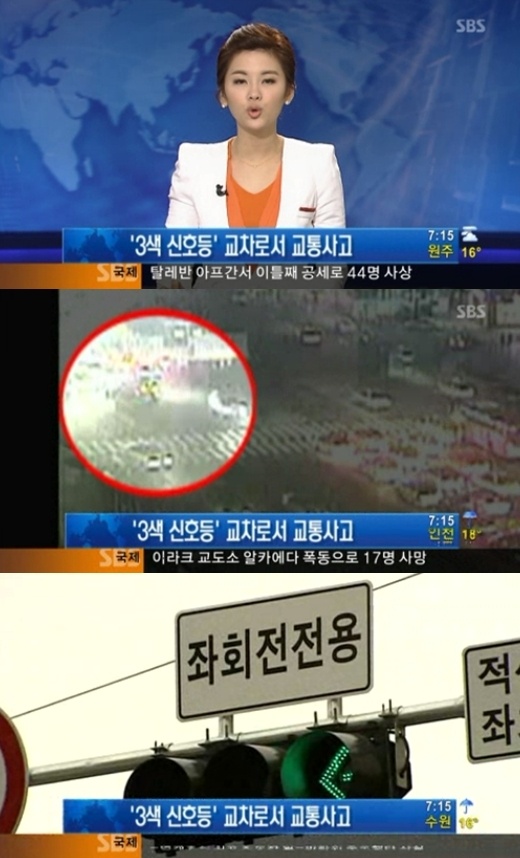 SBS
'3색 신호등' 교차로서 교통사고
7:15
원주 16°
SBS 국제 탈레반 아프간서 이틀째 공세로 44명 사상
SBS
'3색 신호등' 교차로서 교통사고
7:15
인천 18°
SBS 국제 이라크 교도소 알카에다 폭동으로 17명 사망
좌회전전용
적
좌
'3색 신호등' 교차로서 교통사고
7:15
수원 16°
SBS 국제